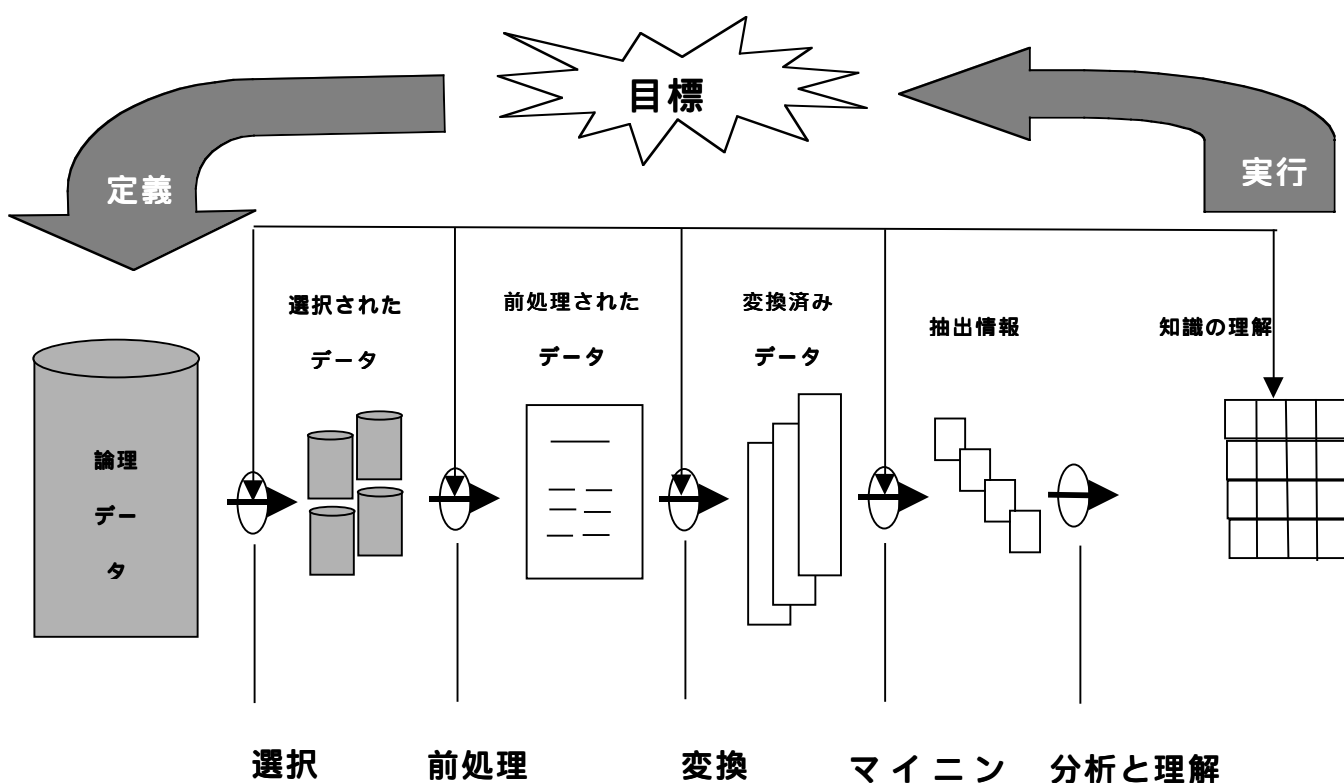 目標
定義
実行
選択された
データ
前処理された
データ
変換済み
データ
抽出情報
知識の理解
論理
デー
タ
選択
前処理
変換
マイニン
分析と理解